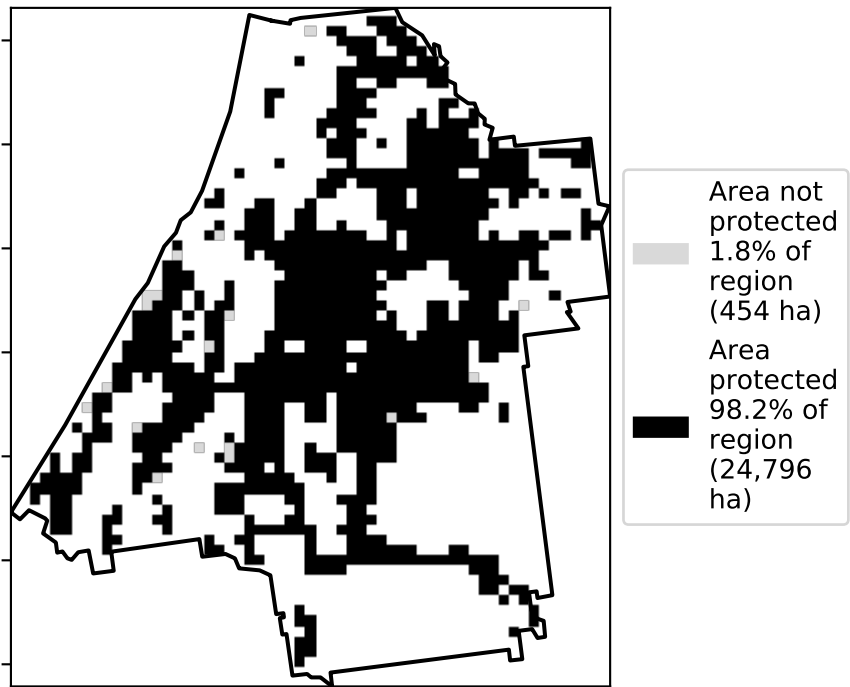 Area not
protected
1.8% of
region
(454 ha)
Area
protected
98.2% of
region
(24,796
ha)